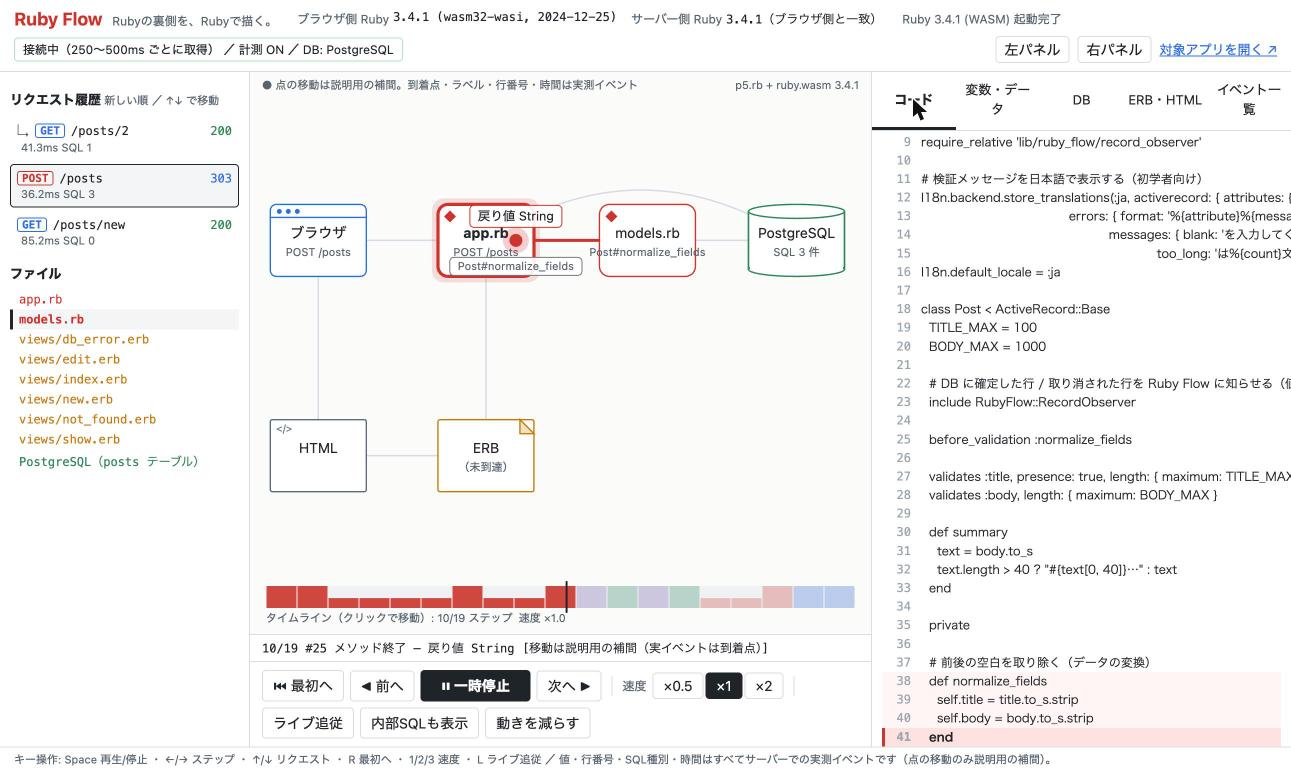 Ruby Flow Rubyの裏側を、Rubyで描く。 ブラウザ側 Ruby 3.4.1 (wasm32-wasi, 2024-12-25) サーバー側 Ruby 3.4.1（ブラウザ側と一致） Ruby 3.4.1 (WASM) 起動完了
接続中（250〜500ms ごとに取得）／ 計測 ON ／ DB: PostgreSQL
左パネル 右パネル 対象アプリを開く ↗
リクエスト履歴 新しい順 ／ ↑↓ で移動
GET /posts/2 200
41.3ms SQL 1
POST /posts 303
36.2ms SQL 3
GET /posts/new 200
85.2ms SQL 0
ファイル
app.rb
models.rb
views/db_error.erb
views/edit.erb
views/index.erb
views/new.erb
views/not_found.erb
views/show.erb
PostgreSQL（posts テーブル）
● 点の移動は説明用の補間。到着点・ラベル・行番号・時間は実測イベント p5.rb + ruby.wasm 3.4.1
戻り値 String
ブラウザ
POST /posts
app.rb
POST /posts
Post#normalize_fields
models.rb
Post#normalize_fields
PostgreSQL
SQL 3 件
</>
HTML
ERB
（未到達）
タイムライン（クリックで移動）: 10/19 ステップ 速度 ×1.0
10/19 #25 メソッド終了 — 戻り値 String [移動は説明用の補間（実イベントは到着点）]
⏮ 最初へ ◀ 前へ ⏸ 一時停止 次へ ▶ 速度 ×0.5 ×1 ×2
ライブ追従 内部SQLも表示 動きを減らす
コード 変数・データ DB ERB・HTML イベント一覧
9 require_relative 'lib/ruby_flow/record_observer'
10
11 # 検証メッセージを日本語で表示する（初学者向け）
12 I18n.backend.store_translations(:ja, activerecord: { attributes: {
13 errors: { format: '%{attribute}%{messa
14 messages: { blank: 'を入力してく
15 too_long: 'は%{count}文
16 I18n.default_locale = :ja
17
18 class Post < ActiveRecord::Base
19 TITLE_MAX = 100
20 BODY_MAX = 1000
21
22 # DB に確定した行 / 取り消された行を Ruby Flow に知らせる（値
23 include RubyFlow::RecordObserver
24
25 before_validation :normalize_fields
26
27 validates :title, presence: true, length: { maximum: TITLE_MAX
28 validates :body, length: { maximum: BODY_MAX }
29
30 def summary
31 text = body.to_s
32 text.length > 40 ? "#{text[0, 40]}…" : text
33 end
34
35 private
36
37 # 前後の空白を取り除く（データの変換）
38 def normalize_fields
39 self.title = title.to_s.strip
40 self.body = body.to_s.strip
41 end
キー操作: Space 再生/停止 ・ ←/→ ステップ ・ ↑/↓ リクエスト ・ R 最初へ ・ 1/2/3 速度 ・ L ライブ追従 ／ 値・行番号・SQL種別・時間はすべてサーバーでの実測イベントです（点の移動のみ説明用の補間）。